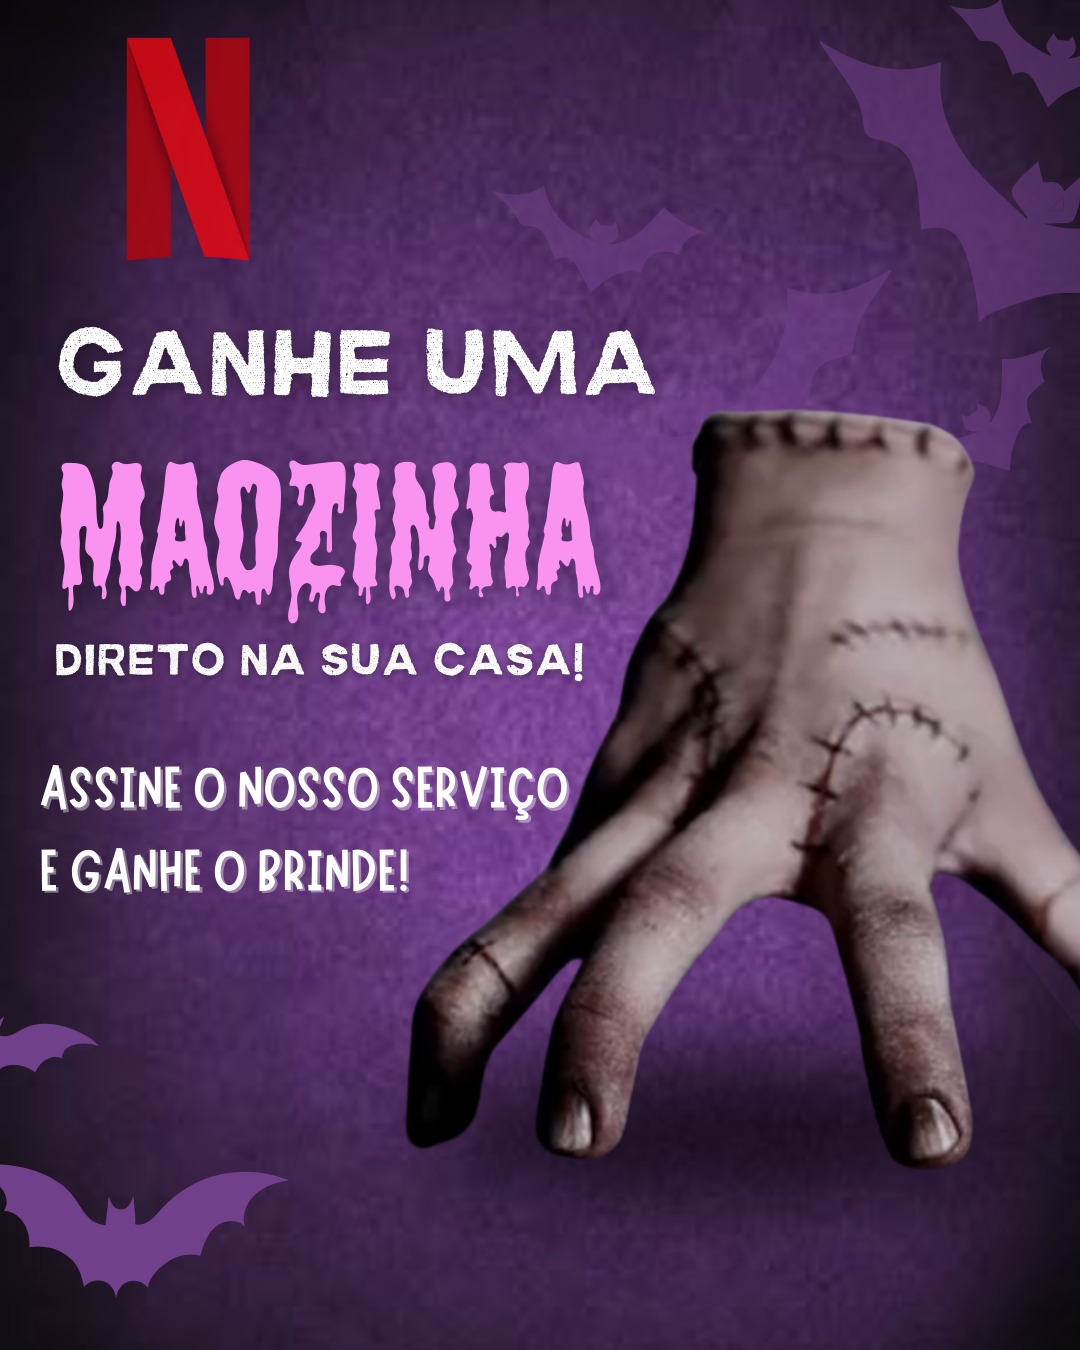 N
GANHE UMA
MAOZINHA
DIRETO NA SUA CASA!
ASSINE O NOSSO SERVIÇO
E GANHE O BRINDE!